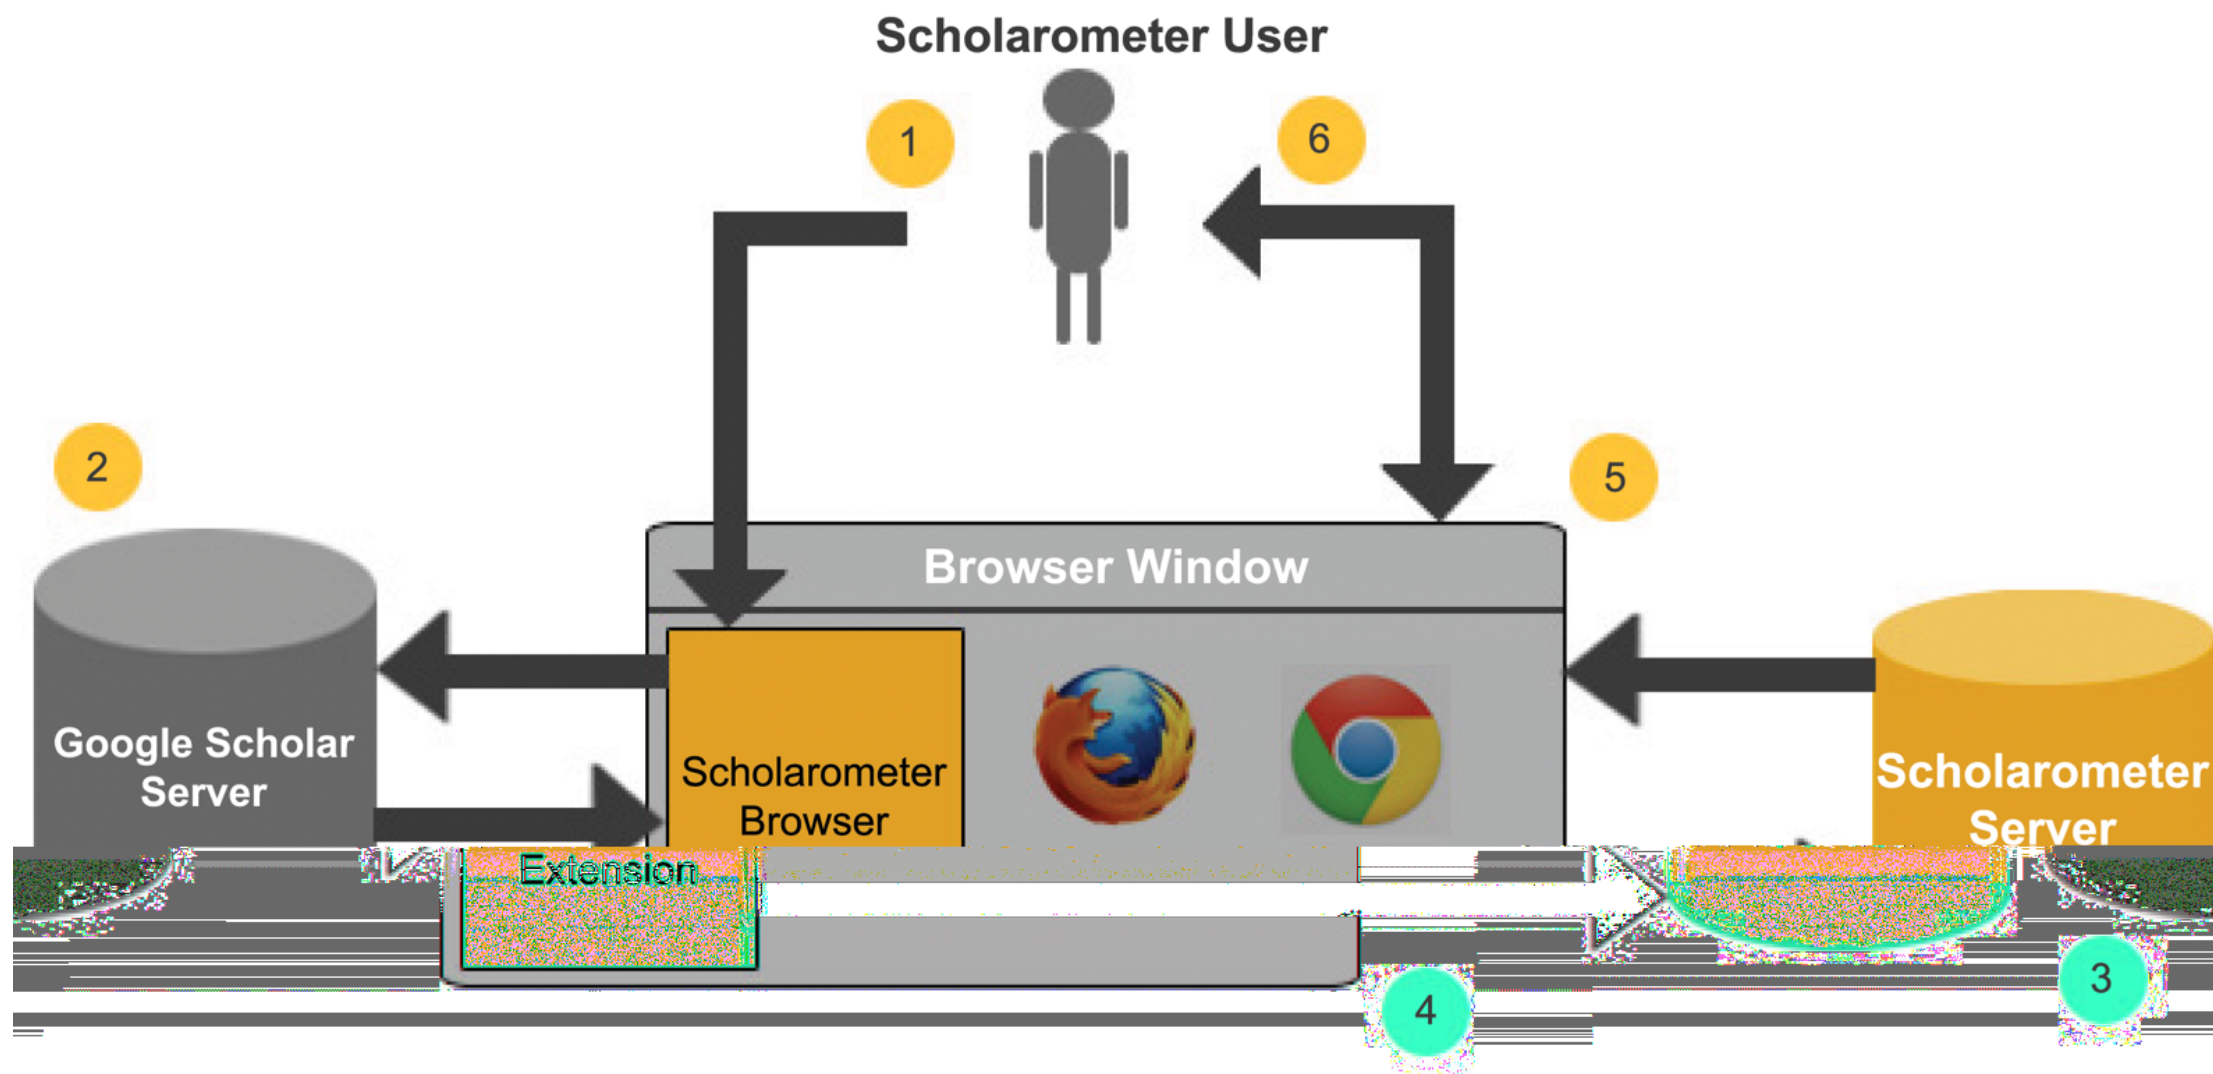 Scholarometer User
1
6
2
5
Browser Window
Google Scholar
Server
Scholarometer
Browser
Extension
Scholarometer
Server
4
3